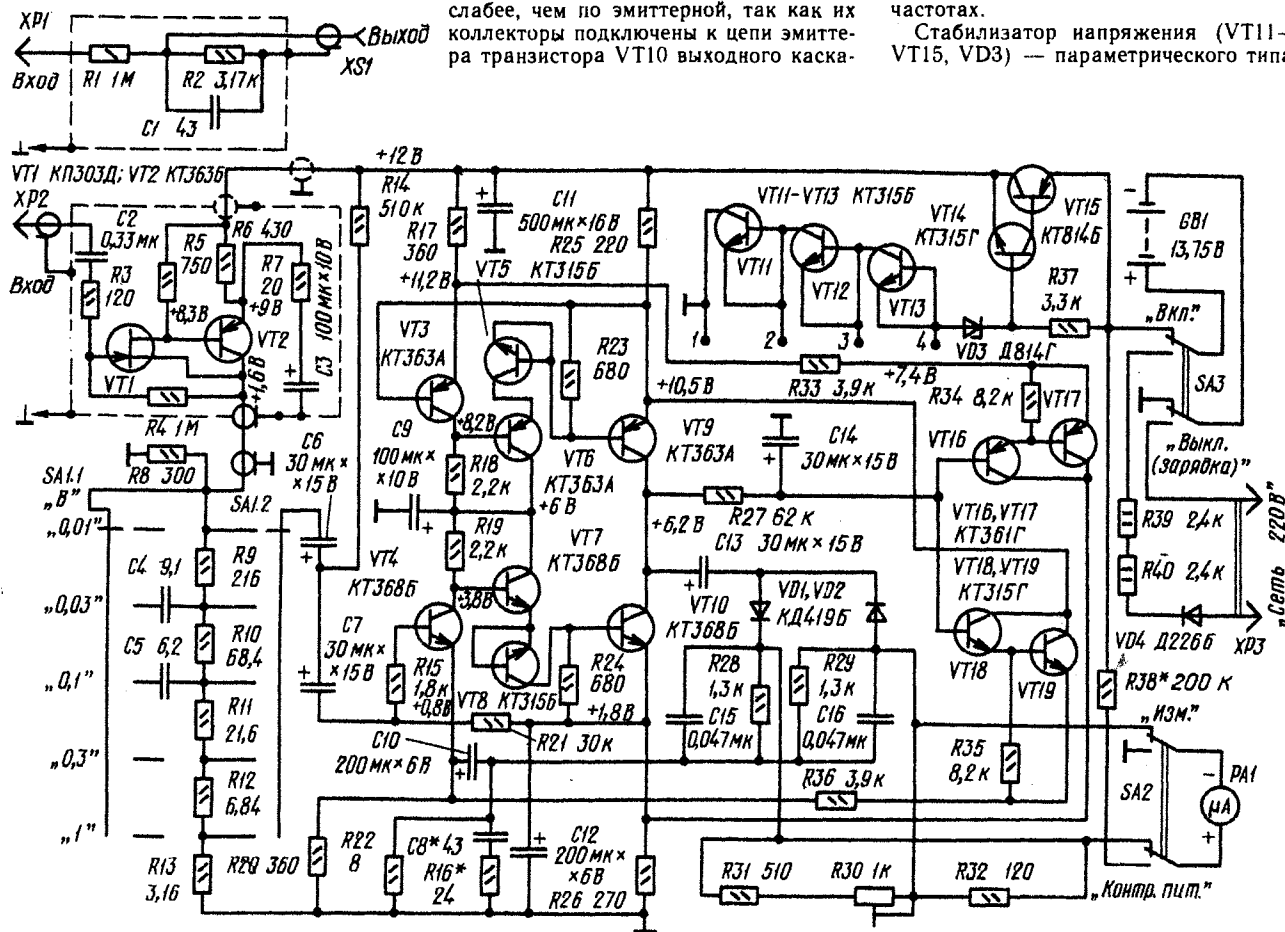 слабее, чем по эмиттерной, так как их
коллекторы подключены к цепи эмитте-
ра транзистора VT10 выходного каска-
частотах.
Стабилизатор напряжения (VT11—
VT15, VD3) — параметрического типа
XP1
Вход
R1 1М
R2 3,17к
C1 43
Выход
XS1
VT1 КП303Д; VT2 КТ363Б
XP2
Вход
C2
0,33мк
R3
120
R5
750
R6 430
R7
20
+8,3В
+9В
VT1
VT2
+1,6В
C3 100мк×10В
R4 1М
R8 300
+12В
R14
510к
R17
360
+11,2В
C11
500мк×16В
R25 220
VT5
КТ315Б
VT3
КТ363А
+8,2В
C9
100мк×
×10В
R18
2,2к
R19
2,2к
VT6
КТ363А
+6В
VT7
КТ368Б
VT4
КТ368Б
+3,8В
R23
680
+10,5В
VT9
КТ363А
C6
30мк×
×15В
C7
30мк×
×15В
R15
1,8к
+0,8В
VT8
КТ315Б
R24
680
+1,8В
R21 30к
C10
200мк×6В
R27 62к
+6,2В
C13 30мк×15В
C14
30мк×15В
VT10
КТ368Б
VD1, VD2
КД419Б
R28
1,3к
R29
1,3к
C15
0,047мк
C16
0,047мк
R36 3,9к
R35
8,2к
VT11-VT13 КТ315Б
VT11
VT12
VT13
1
2
3
4
VT14
КТ315Г
VT15
КТ814Б
VD3 Д814Г
R37
3,3к
R33 3,9к
+7,4В
R34 8,2к
VT17
VT16
VT16, VT17
КТ361Г
VT18, VT19
КТ315Г
VT18
VT19
GB1
13,75В
„Вкл."
SA3
„Выкл.
(зарядка)"
R39 2,4к
R40 2,4к
VD4 Д226Б
XP3
„Сеть 220В"
R38* 200к
„Изм."
SA2
PA1
μA
„Контр. пит."
R31 510
R30 1к
R32 120
SA1.1
„В"
SA1.2
„0,01"
„0,03"
„0,1"
„0,3"
„1"
C4 9,1
C5 6,2
R9
216
R10
68,4
R11
21,6
R12
6,84
R13
3,16
R20 360
R22
8
C8* 43
R16*
24
C12
200мк×
×6В
R26 270